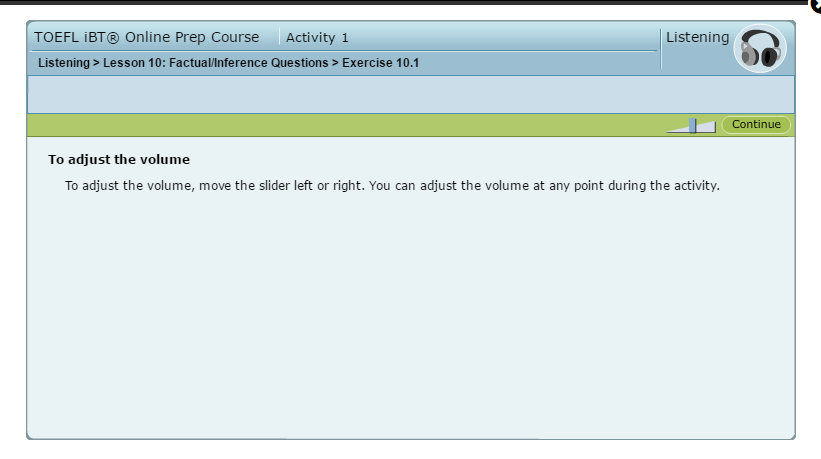 TOEFL iBT® Online Prep Course Activity 1 Listening
Listening > Lesson 10: Factual/Inference Questions > Exercise 10.1
Continue
To adjust the volume
To adjust the volume, move the slider left or right. You can adjust the volume at any point during the activity.